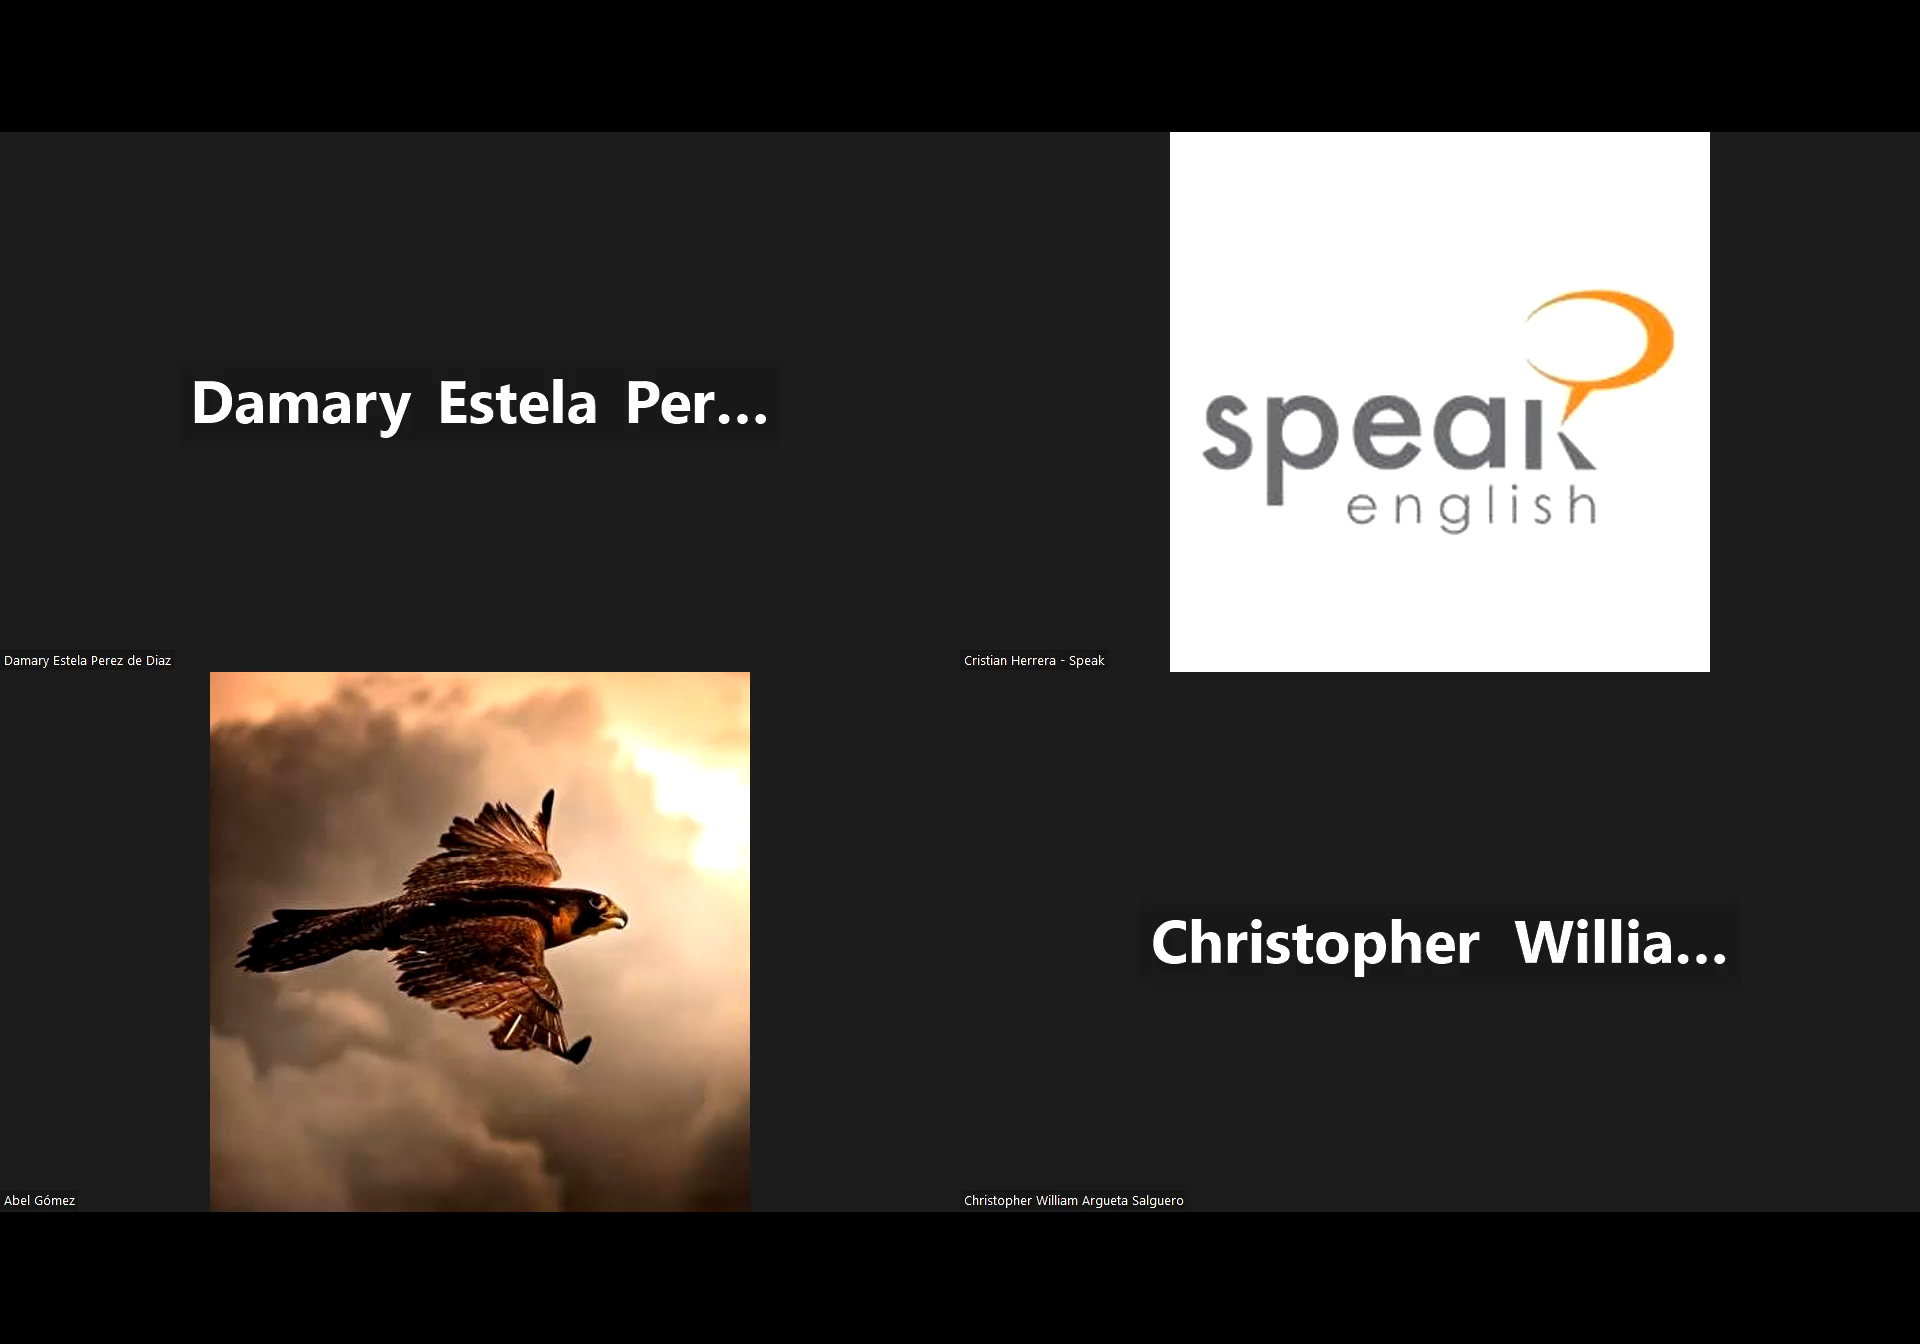 Damary Estela Per...
speak
english
Damary Estela Perez de Diaz
Cristian Herrera - Speak
Christopher Willia...
Abel Gómez
Christopher William Argueta Salguero